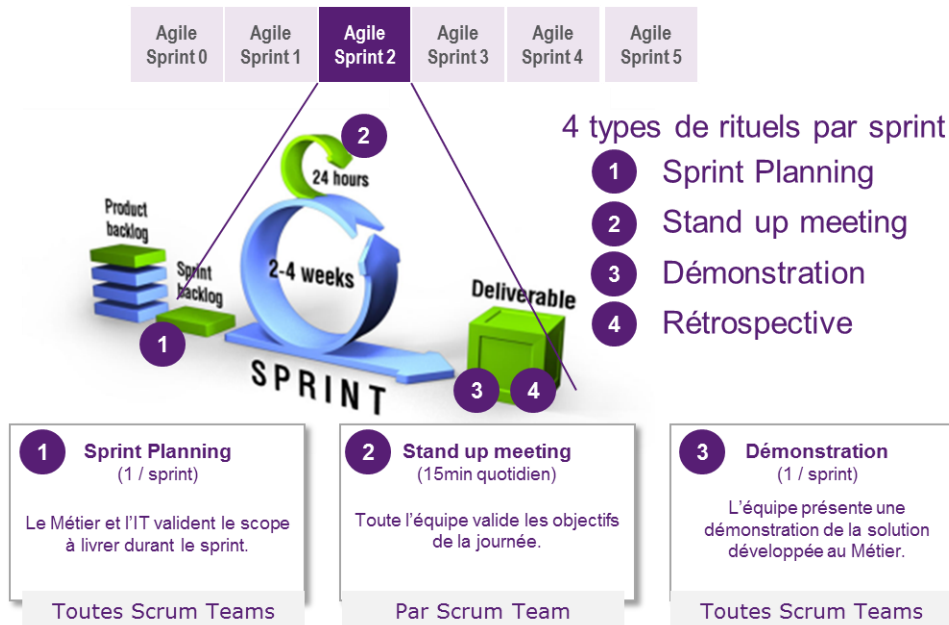 Agile
Sprint 0
Agile
Sprint 1
Agile
Sprint 2
Agile
Sprint 3
Agile
Sprint 4
Agile
Sprint 5
4 types de rituels par sprint
1 Sprint Planning
2 Stand up meeting
3 Démonstration
4 Rétrospective
2
24 hours
Product
backlog
Sprint
backlog
2-4 weeks
Deliverable
1
SPRINT
3 4
1 Sprint Planning
(1 / sprint)
Le Métier et l'IT valident le scope
à livrer durant le sprint.
Toutes Scrum Teams
2 Stand up meeting
(15min quotidien)
Toute l'équipe valide les objectifs
de la journée.
Par Scrum Team
3 Démonstration
(1 / sprint)
L'équipe présente une
démonstration de la solution
développée au Métier.
Toutes Scrum Teams